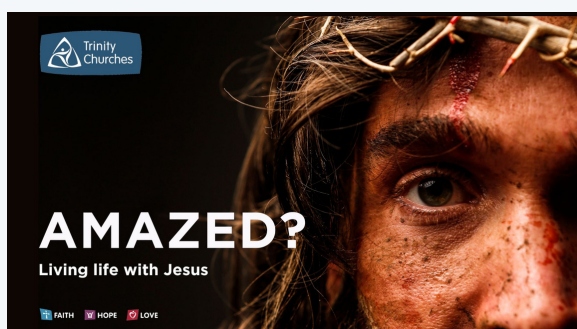 Trinity
Churches
AMAZED?
Living life with Jesus
FAITH HOPE LOVE